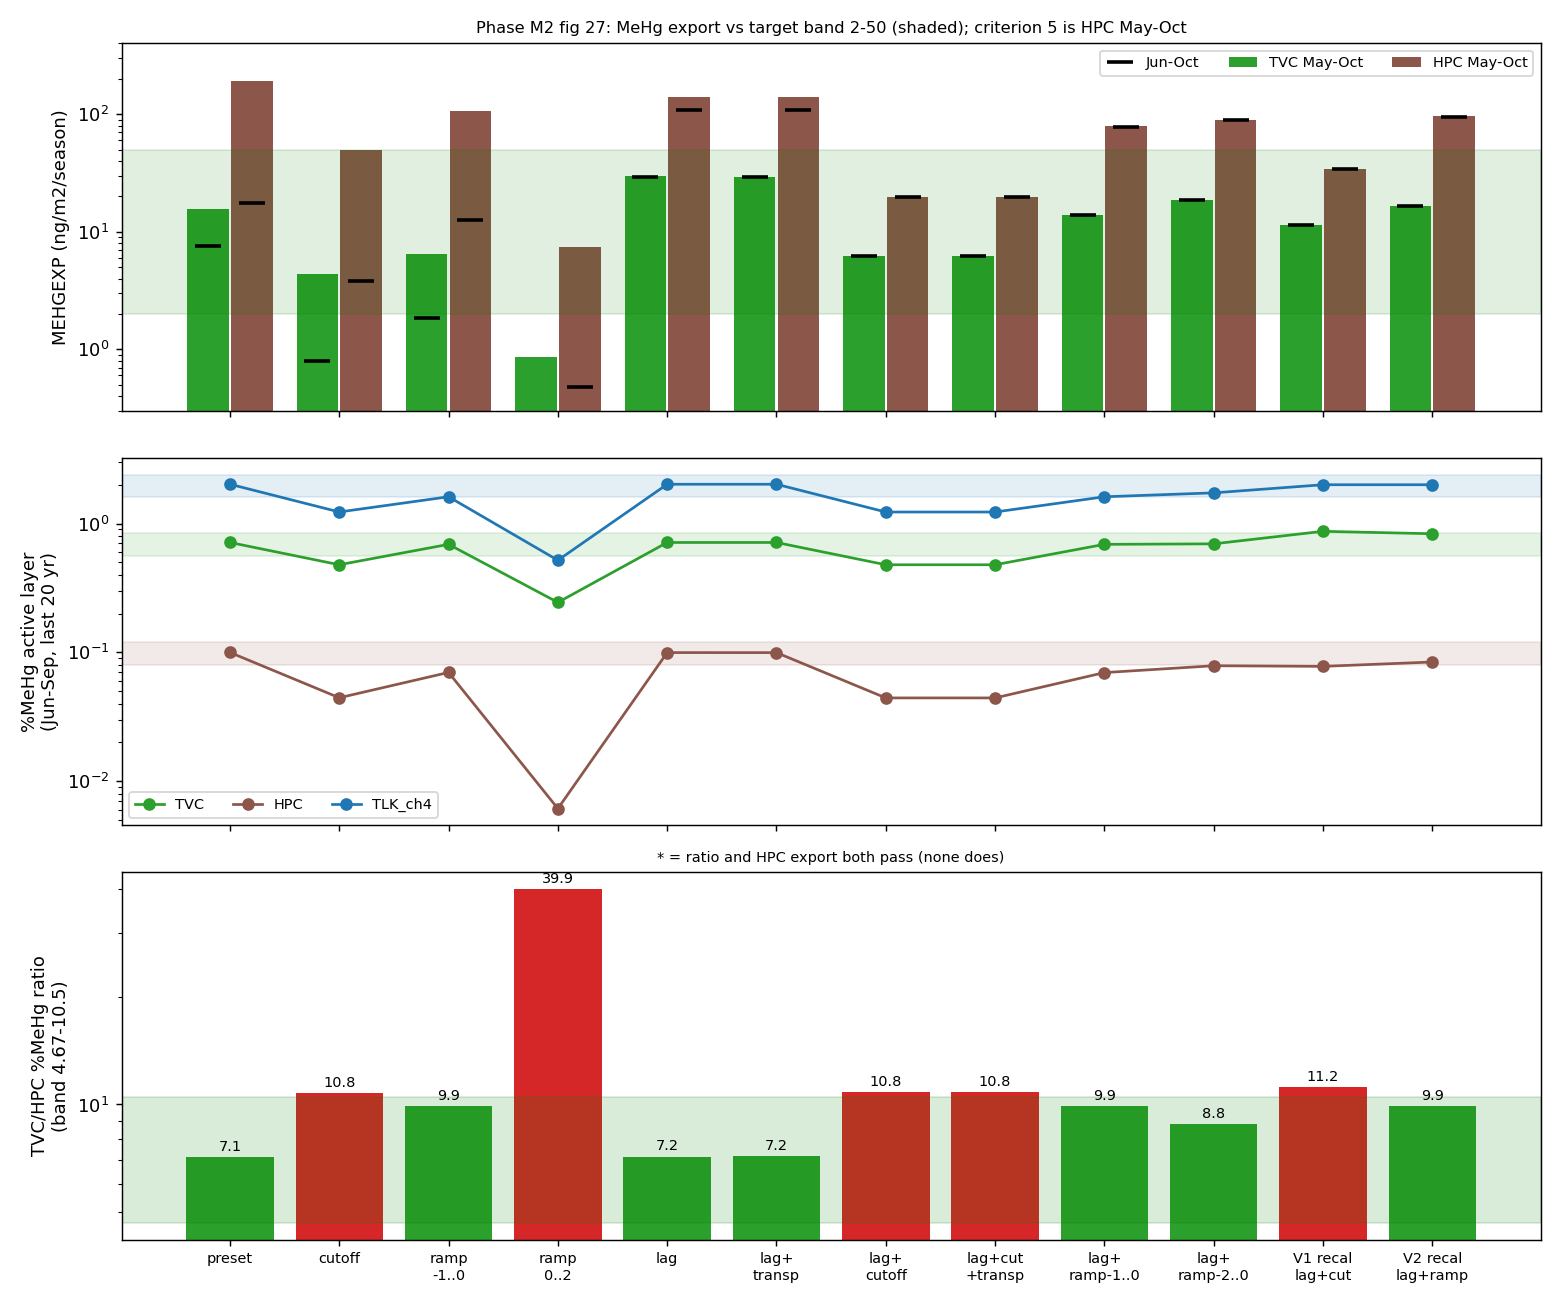 Phase M2 fig 27: MeHg export vs target band 2-50 (shaded); criterion 5 is HPC May-Oct
Jun-Oct TVC May-Oct HPC May-Oct
MEHGEXP (ng/m2/season)
10²
10¹
10⁰
%MeHg active layer
(Jun-Sep, last 20 yr)
10⁰
10⁻¹
10⁻²
TVC HPC TLK_ch4
* = ratio and HPC export both pass (none does)
TVC/HPC %MeHg ratio
(band 4.67-10.5)
10¹
7.1 10.8 9.9 39.9 7.2 7.2 10.8 10.8 9.9 8.8 11.2 9.9
preset cutoff ramp ramp lag lag+ lag+ lag+cut lag+ lag+ V1 recal V2 recal
-1..0 0..2 transp cutoff +transp ramp-1..0 ramp-2..0 lag+cut lag+ramp